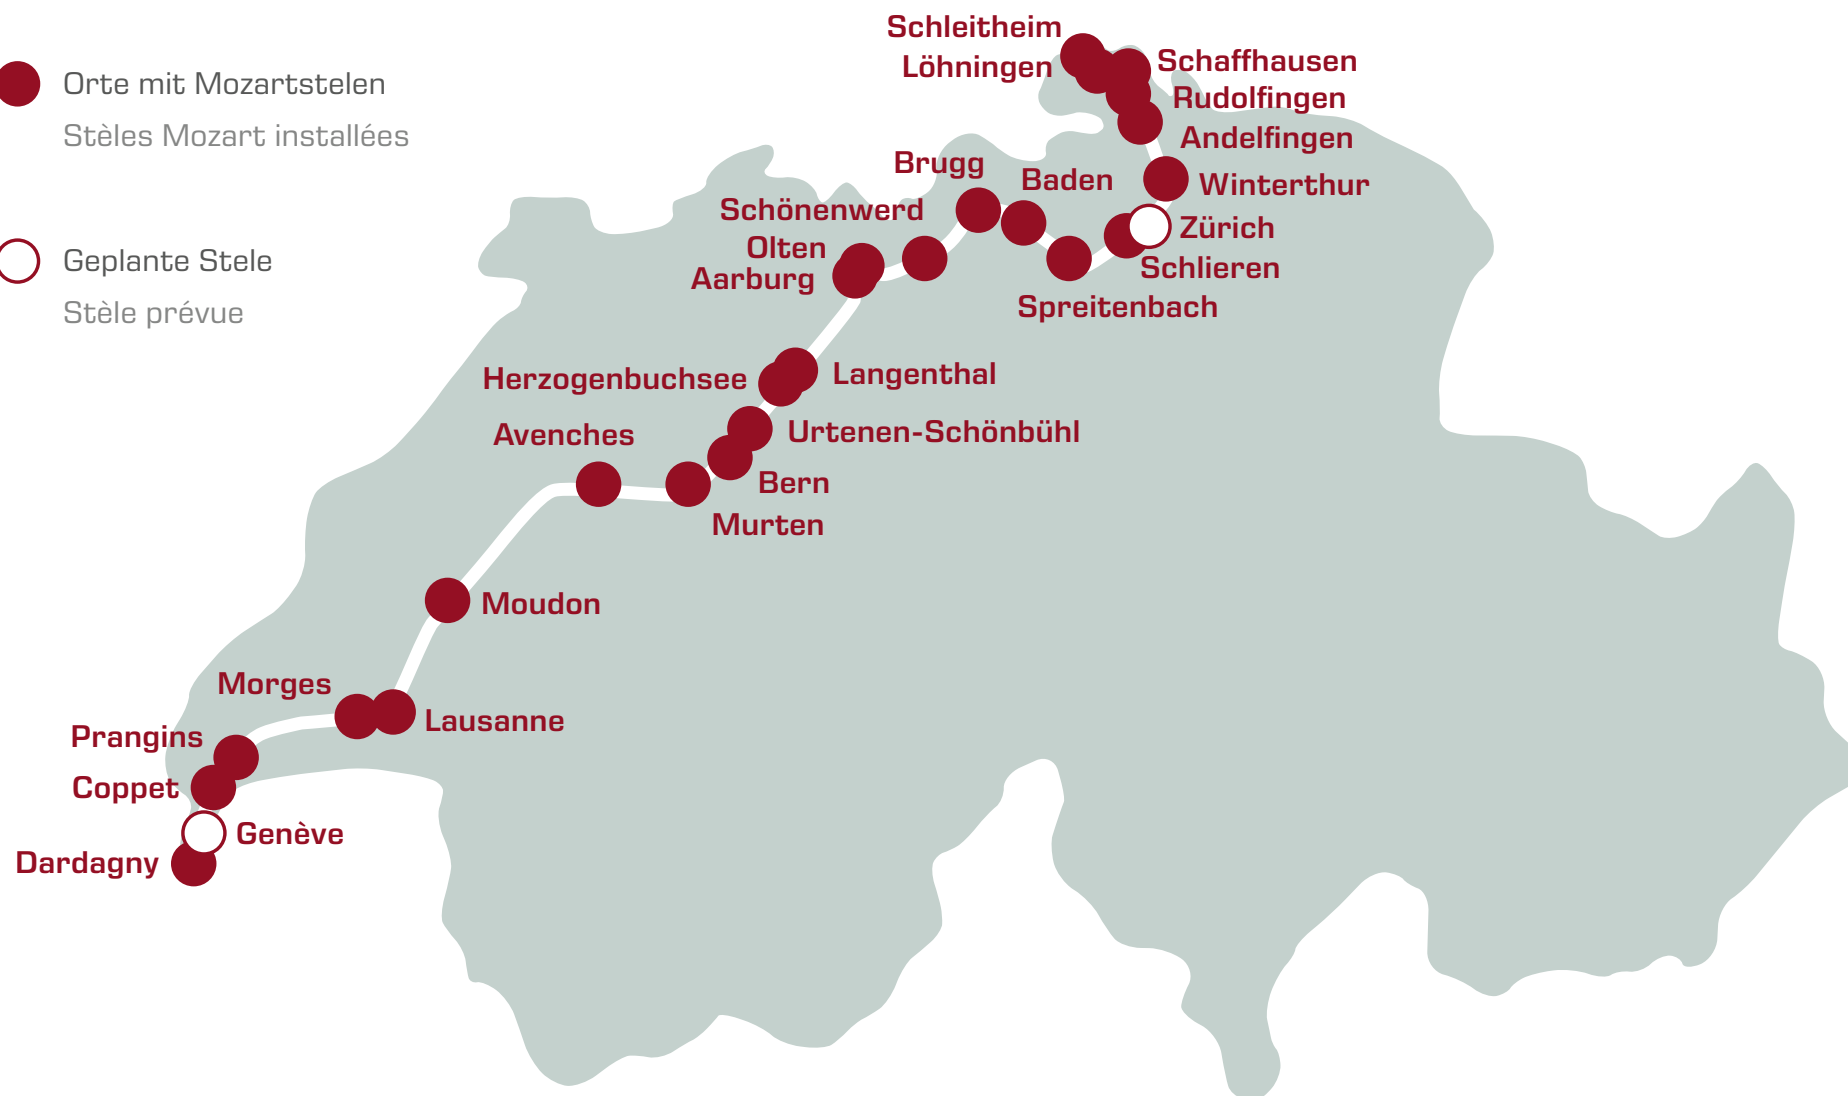 Orte mit Mozartstelen
Stèles Mozart installées
Geplante Stele
Stèle prévue
Schleitheim
Löhningen
Schaffhausen
Rudolfingen
Andelfingen
Winterthur
Zürich
Schlieren
Spreitenbach
Baden
Brugg
Schönenwerd
Olten
Aarburg
Langenthal
Herzogenbuchsee
Urtenen-Schönbühl
Bern
Murten
Avenches
Moudon
Lausanne
Morges
Prangins
Coppet
Genève
Dardagny